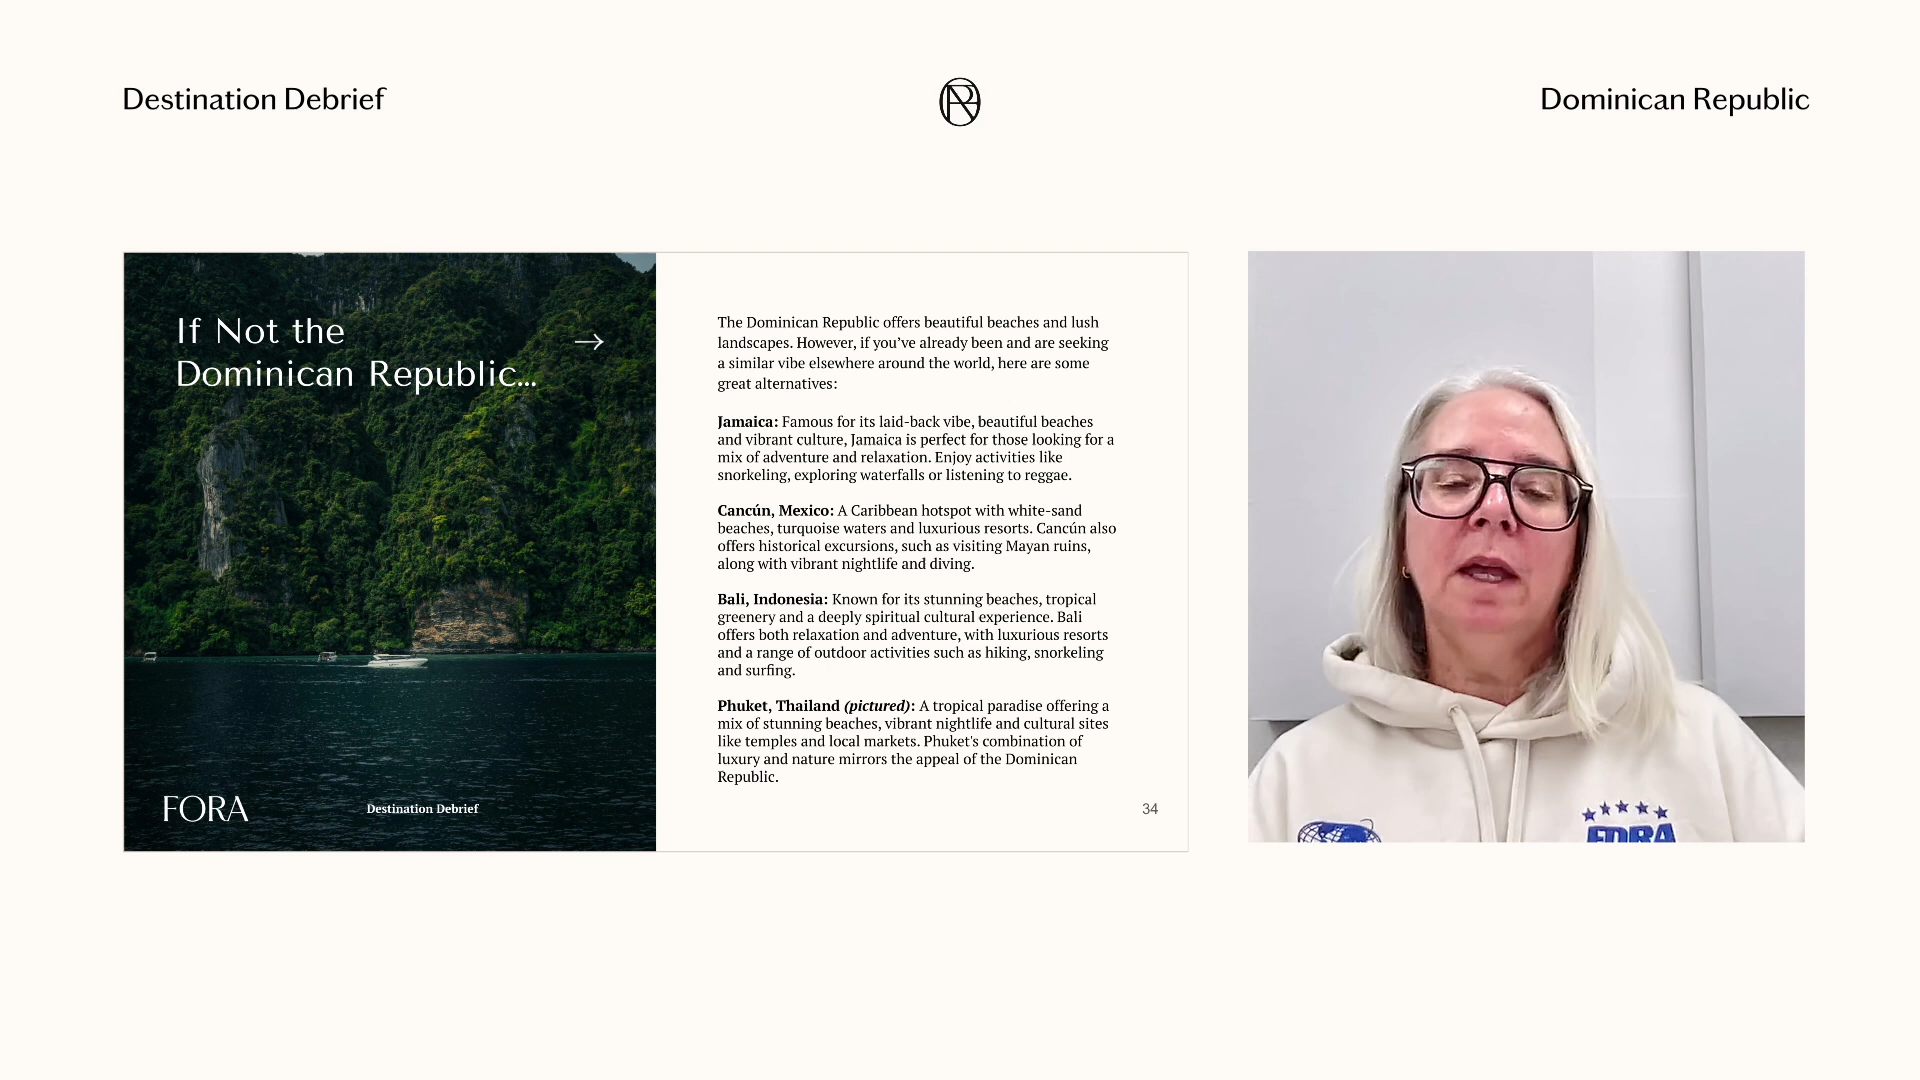 Destination Debrief
Dominican Republic
If Not the
Dominican Republic...
The Dominican Republic offers beautiful beaches and lush
landscapes. However, if you've already been and are seeking
a similar vibe elsewhere around the world, here are some
great alternatives:
Jamaica: Famous for its laid-back vibe, beautiful beaches
and vibrant culture, Jamaica is perfect for those looking for a
mix of adventure and relaxation. Enjoy activities like
snorkeling, exploring waterfalls or listening to reggae.
Cancún, Mexico: A Caribbean hotspot with white-sand
beaches, turquoise waters and luxurious resorts. Cancún also
offers historical excursions, such as visiting Mayan ruins,
along with vibrant nightlife and diving.
Bali, Indonesia: Known for its stunning beaches, tropical
greenery and a deeply spiritual cultural experience. Bali
offers both relaxation and adventure, with luxurious resorts
and a range of outdoor activities such as hiking, snorkeling
and surfing.
Phuket, Thailand (pictured): A tropical paradise offering a
mix of stunning beaches, vibrant nightlife and cultural sites
like temples and local markets. Phuket's combination of
luxury and nature mirrors the appeal of the Dominican
Republic.
FORA
Destination Debrief
34
FORA